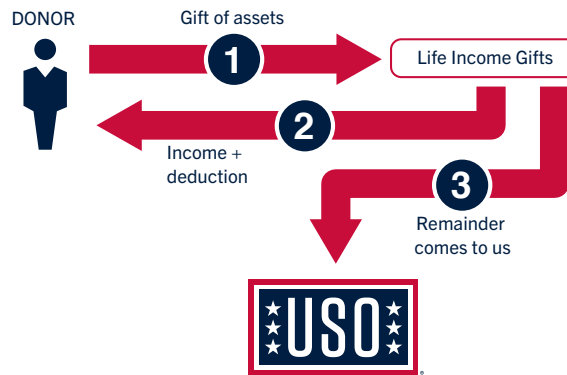 DONOR
Gift of assets
1
Life Income Gifts
2
Income +
deduction
3
Remainder
comes to us
USO
®